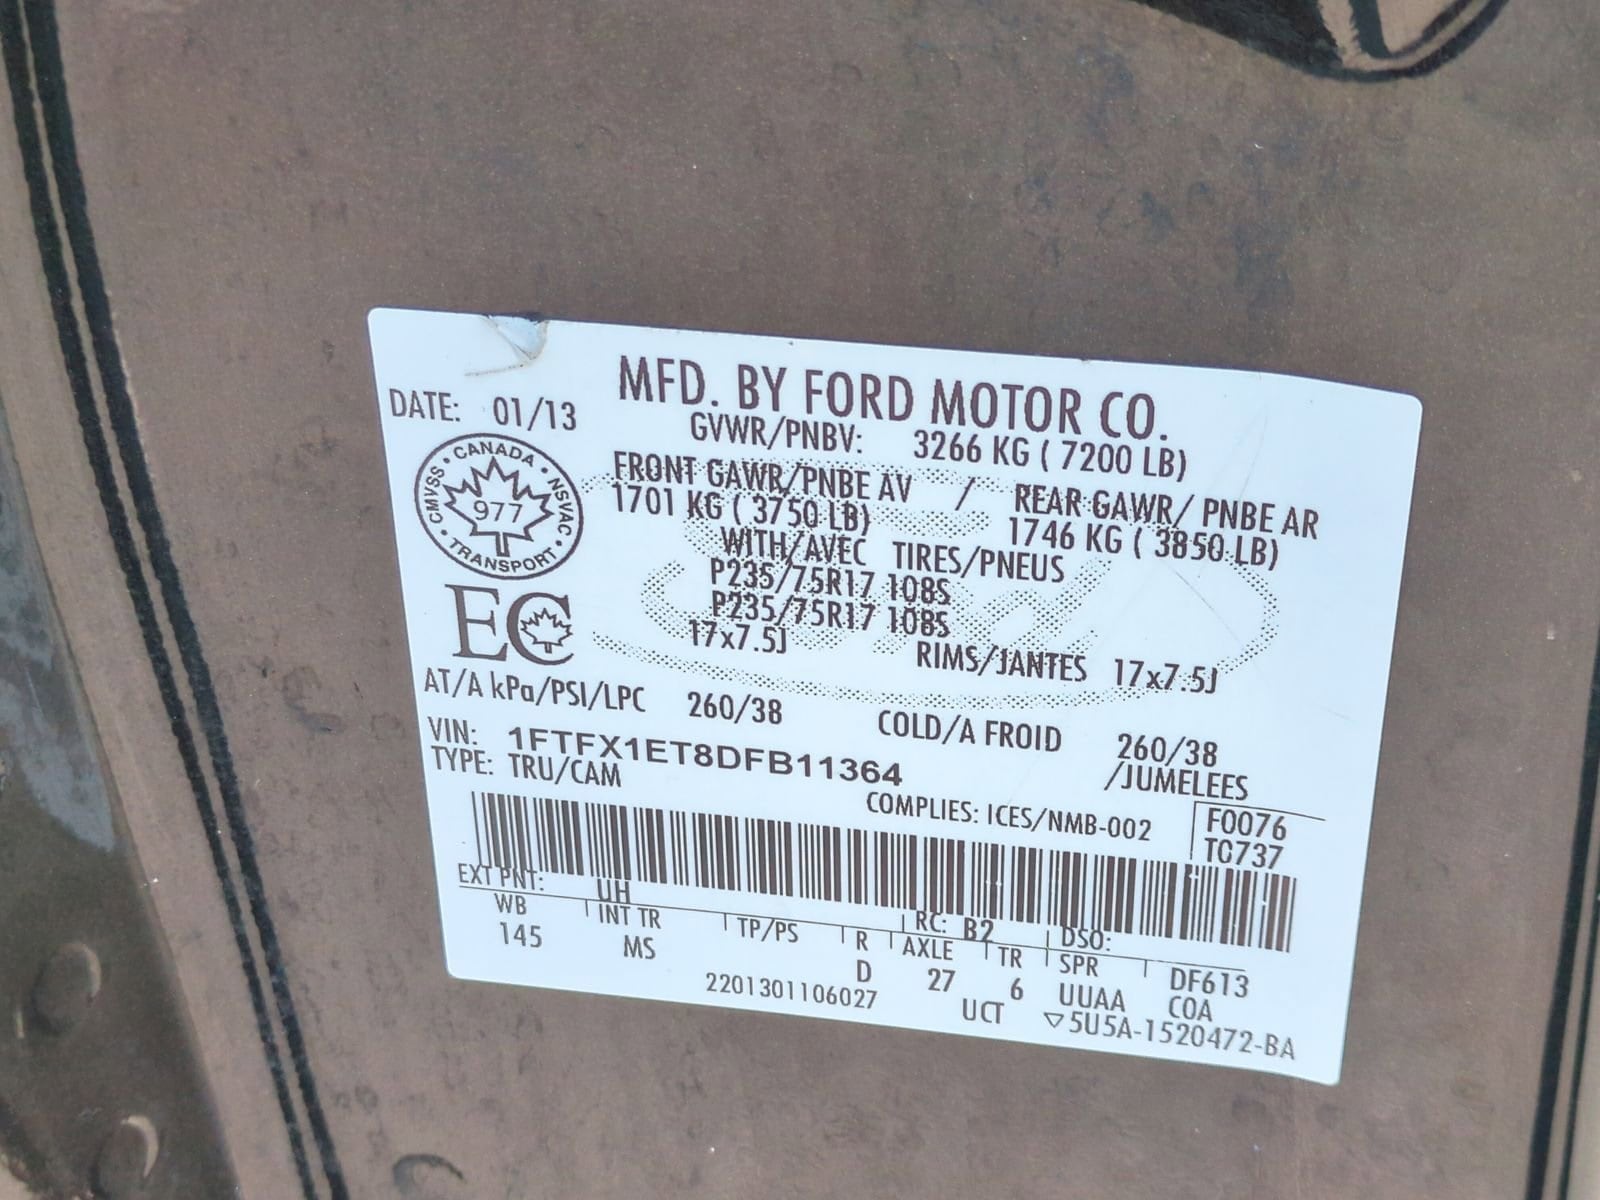 MFD. BY FORD MOTOR CO.
DATE: 01/13
GVWR/PNBV: 3266 KG ( 7200 LB)
FRONT GAWR/PNBE AV / REAR GAWR/ PNBE AR
1701 KG ( 3750 LB) 1746 KG ( 3850 LB)
WITH/AVEC TIRES/PNEUS
P235/75R17 108S
P235/75R17 108S
17x7.5J RIMS/JANTES 17x7.5J
CANADA • NSVAC • TRANSPORT • CMVSS •
977
EC
AT/A kPa/PSI/LPC 260/38 COLD/A FROID 260/38
VIN: 1FTFX1ET8DFB11364 /JUMELEES
TYPE: TRU/CAM
COMPLIES: ICES/NMB-002
F0076
TC737
EXT PNT: UH RC: B2 DSO:
WB INT TR TP/PS R AXLE TR SPR DF613
145 MS D 27 6 UUAA COA
2201301106027 UCT ▽5U5A-1520472-BA